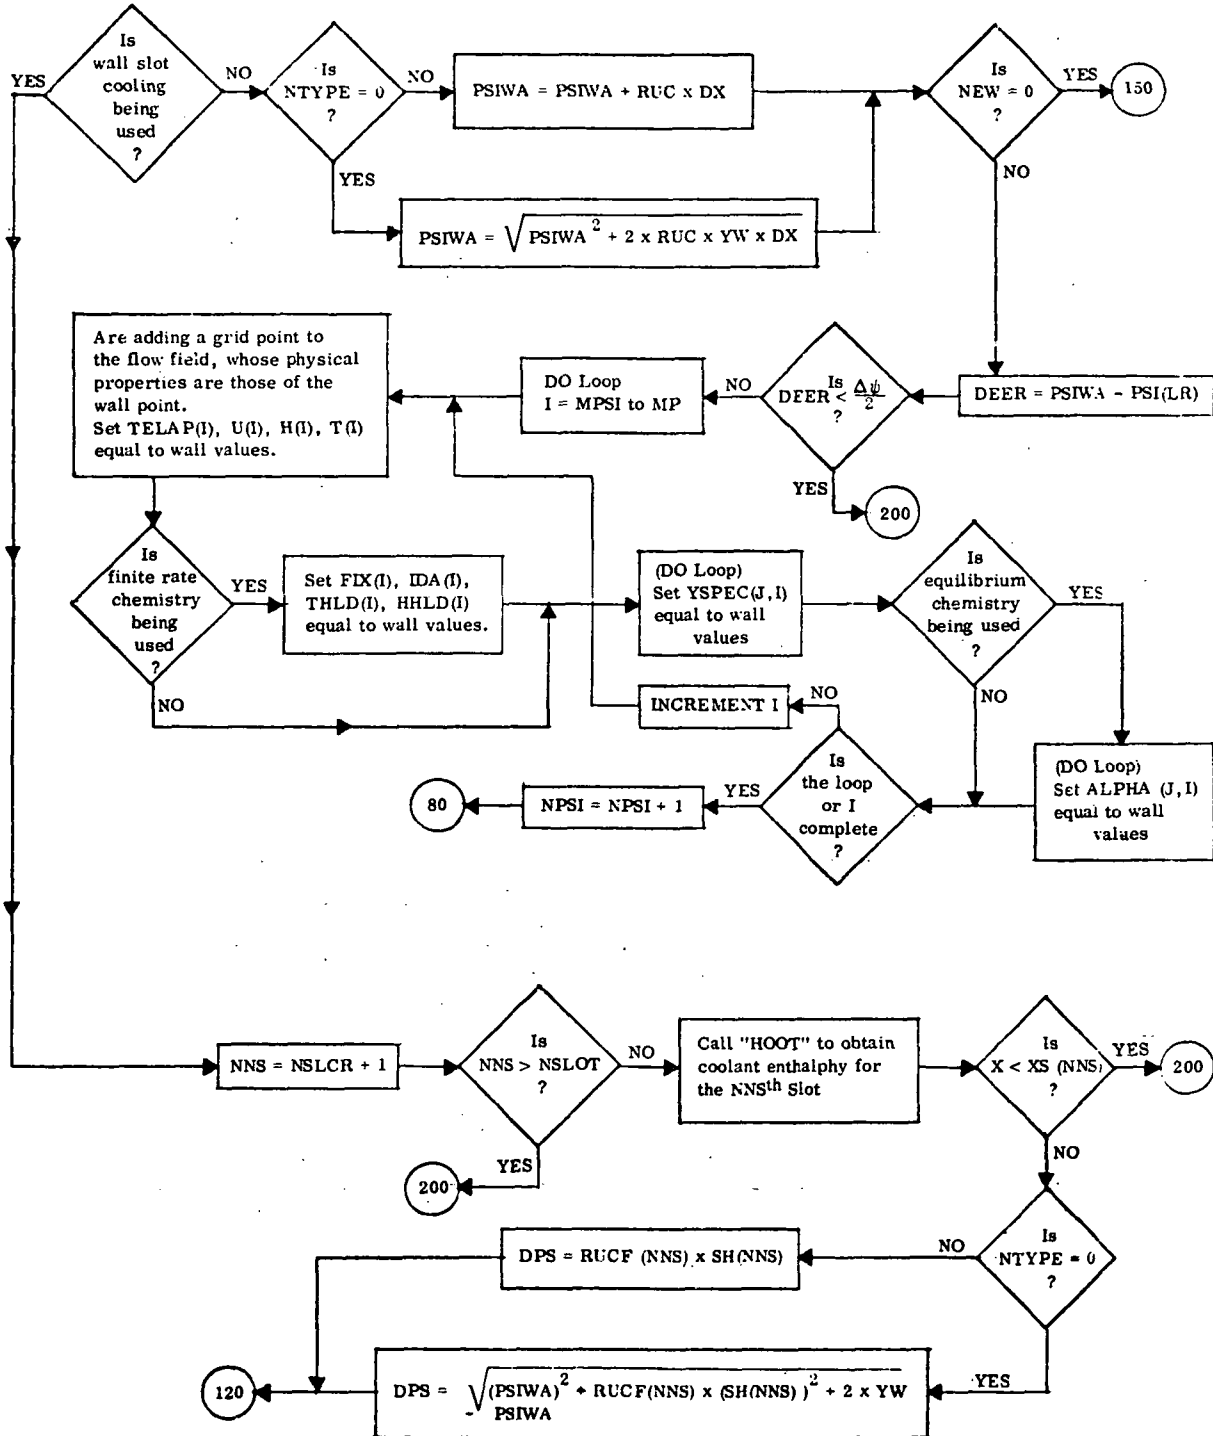 Is
wall slot
cooling
being
used
?
YES
NO
Is
NTYPE = 0
?
NO
YES
PSIWA = PSIWA + RUC x DX
PSIWA = √ PSIWA 2 + 2 x RUC x YW x DX
Is
NEW = 0
?
YES
150
NO
DEER = PSIWA - PSI(LR)
Is
DEER < Δψ/2
?
NO
YES
200
DO Loop
I = MPSI to MP
Are adding a grid point to
the flow field, whose physical
properties are those of the
wall point.
Set TELAP(I), U(I), H(I), T(I)
equal to wall values.
Is
finite rate
chemistry
being
used
?
YES
NO
Set FIX(I), IDA(I),
THLD(I), HHLD(I)
equal to wall values.
(DO Loop)
Set YSPEC(J,I)
equal to wall
values
Is
equilibrium
chemistry
being used
?
YES
NO
(DO Loop)
Set ALPHA (J,I)
equal to wall
values
Is
the loop
or I
complete
?
NO
INCREMENT I
YES
NPSI = NPSI + 1
80
NNS = NSLCR + 1
Is
NNS > NSLOT
?
NO
YES
200
Call "HOOT" to obtain
coolant enthalphy for
the NNSth Slot
Is
X < XS (NNS)
?
YES
200
NO
Is
NTYPE = 0
?
NO
DPS = RUCF (NNS) x SH(NNS)
YES
DPS = √ (PSIWA)2 + RUCF(NNS) x (SH(NNS) )2 + 2 x YW
- PSIWA
120